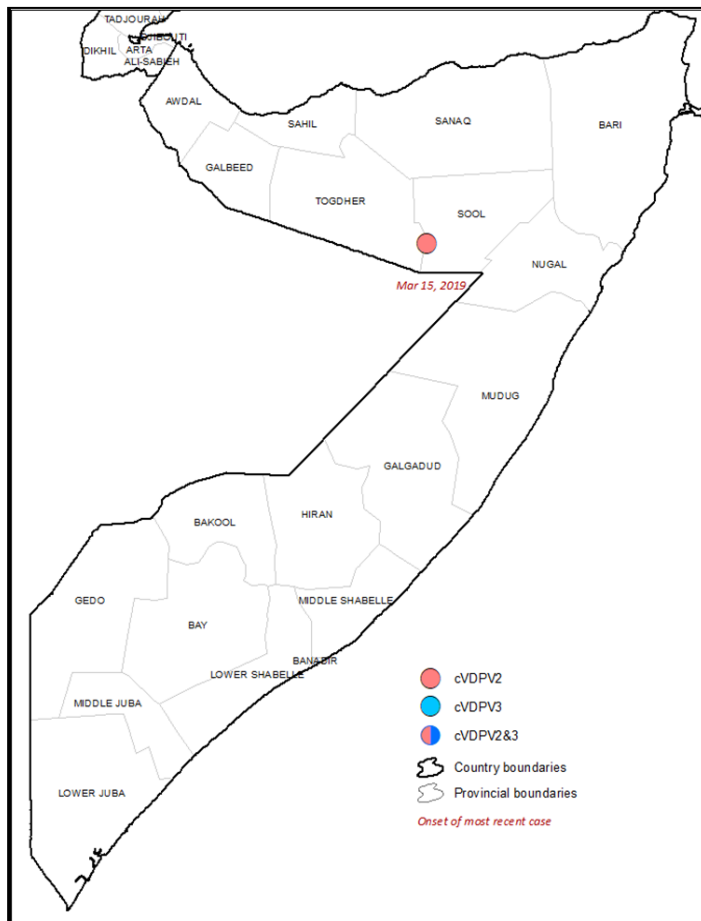 TADJOURAH
DJIBOUTI
DIKHIL
ARTA
ALI-SABIEH
AWDAL
SAHIL
SANAQ
BARI
GALBEED
TOGDHER
SOOL
NUGAL
Mar 15, 2019
MUDUG
GALGADUD
HIRAN
BAKOOL
GEDO
MIDDLE SHABELLE
BAY
BANADIR
LOWER SHABELLE
MIDDLE JUBA
LOWER JUBA
cVDPV2
cVDPV3
cVDPV2&3
Country boundaries
Provincial boundaries
Onset of most recent case